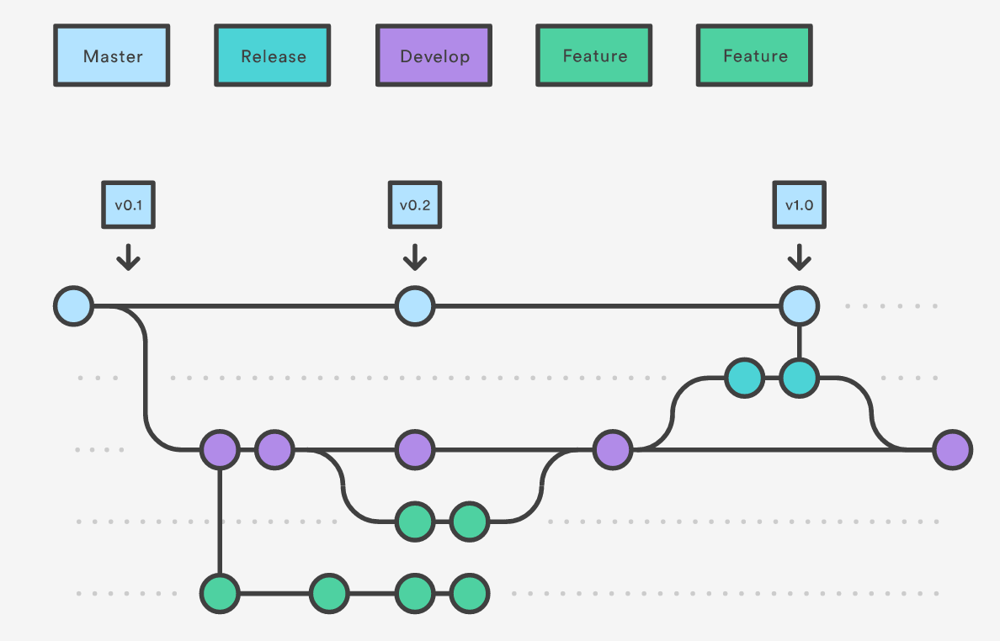 Master
Release
Develop
Feature
Feature
v0.1
v0.2
v1.0